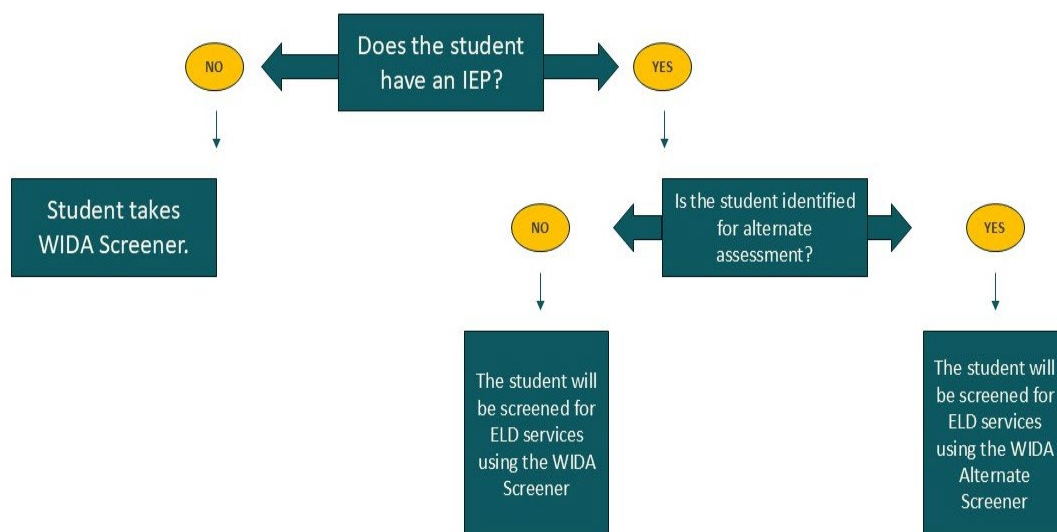 Does the student
have an IEP?
NO
YES
Student takes
WIDA Screener.
Is the student identified
for alternate
assessment?
NO
YES
The student will
be screened for
ELD services
using the WIDA
Screener
The student will
be screened for
ELD services
using the WIDA
Alternate
Screener